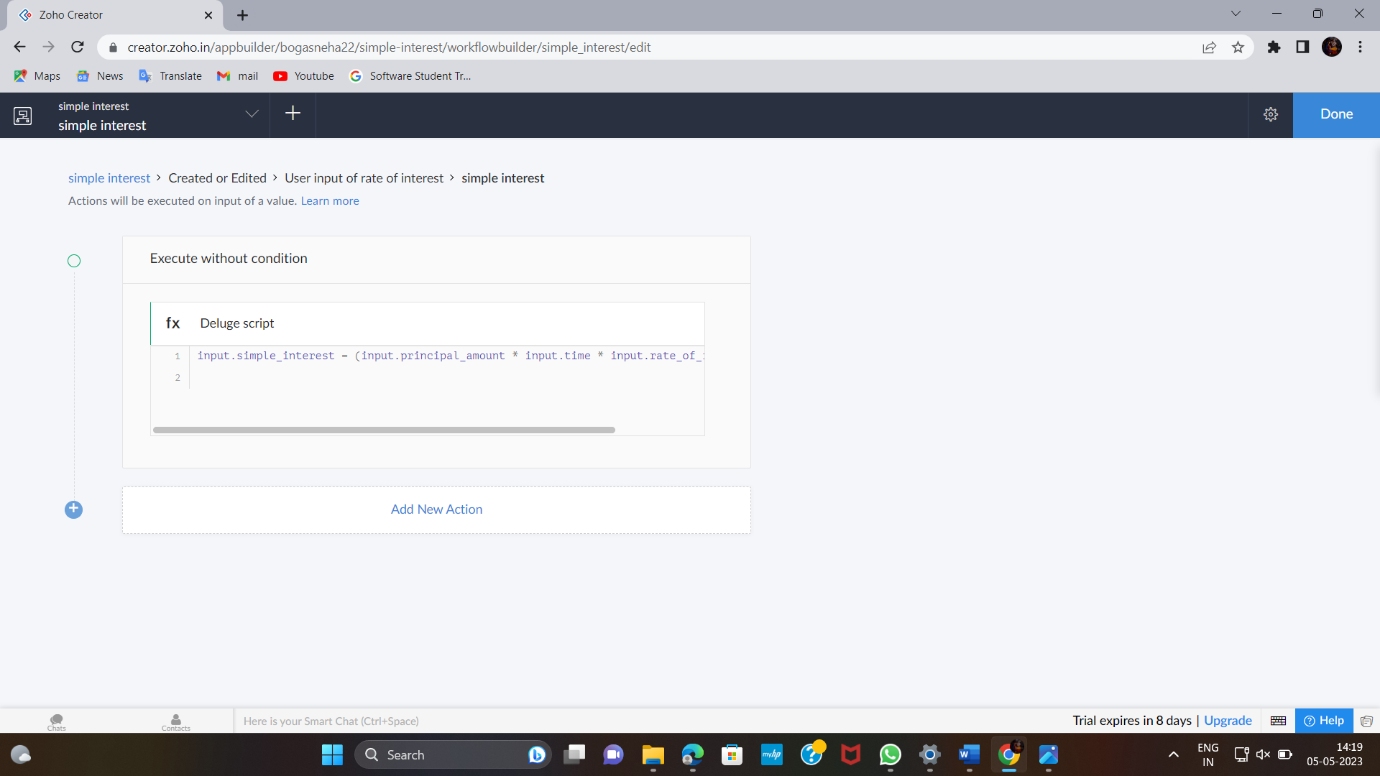 Zoho Creator
creator.zoho.in/appbuilder/bogasneha22/simple-interest/workflowbuilder/simple_interest/edit
Maps News Translate mail Youtube Software Student Tr...
simple interest
simple interest
Done
simple interest > Created or Edited > User input of rate of interest > simple interest
Actions will be executed on input of a value. Learn more
Execute without condition
fx Deluge script
1 input.simple_interest = (input.principal_amount * input.time * input.rate_of_
2
Add New Action
Chats Contacts Here is your Smart Chat (Ctrl+Space)
Trial expires in 8 days | Upgrade Help
Search
ENG
IN
14:19
05-05-2023